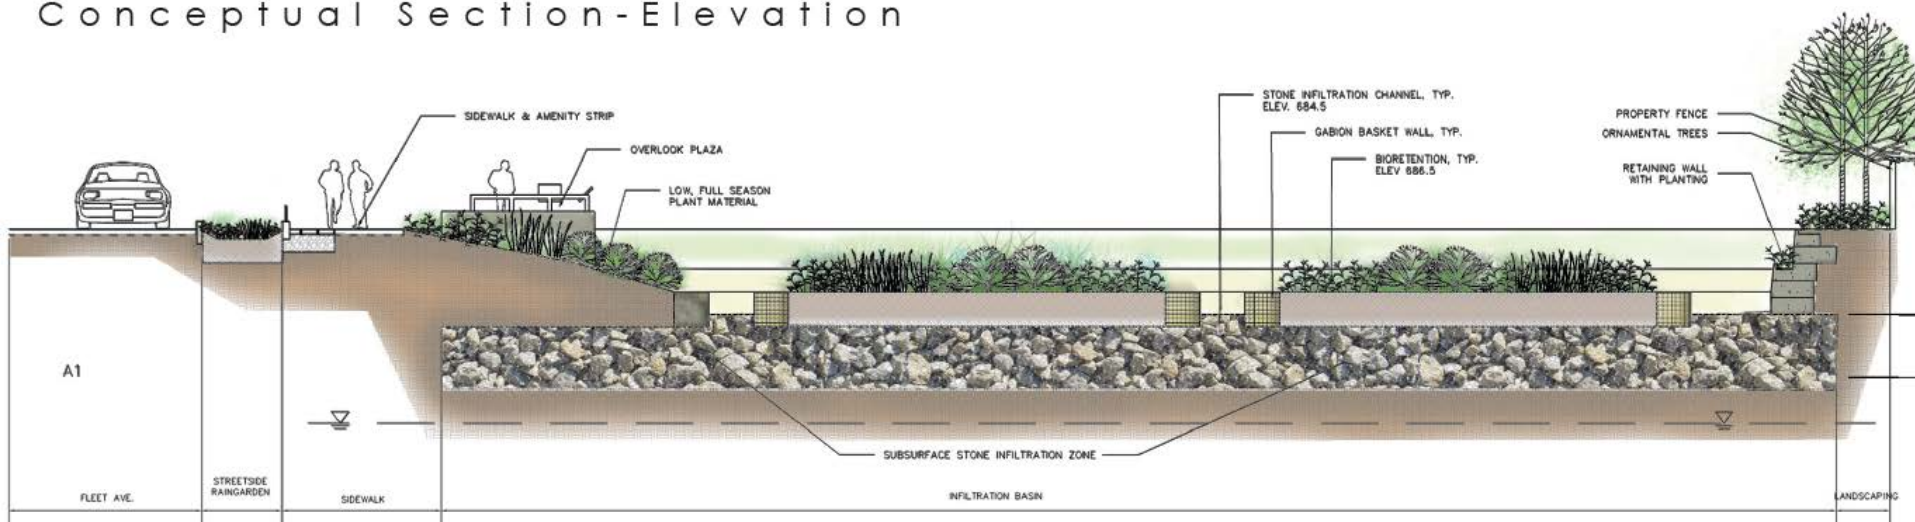 Conceptual Section-Elevation
SIDEWALK & AMENITY STRIP
OVERLOOK PLAZA
LOW, FULL SEASON
PLANT MATERIAL
STONE INFILTRATION CHANNEL, TYP.
ELEV. 684.5
GABION BASKET WALL, TYP.
BIORETENTION, TYP.
ELEV 686.5
PROPERTY FENCE
ORNAMENTAL TREES
RETAINING WALL
WITH PLANTING
A1
SUBSURFACE STONE INFILTRATION ZONE
FLEET AVE.
STREETSIDE
RAINGARDEN
SIDEWALK
INFILTRATION BASIN
LANDSCAPING